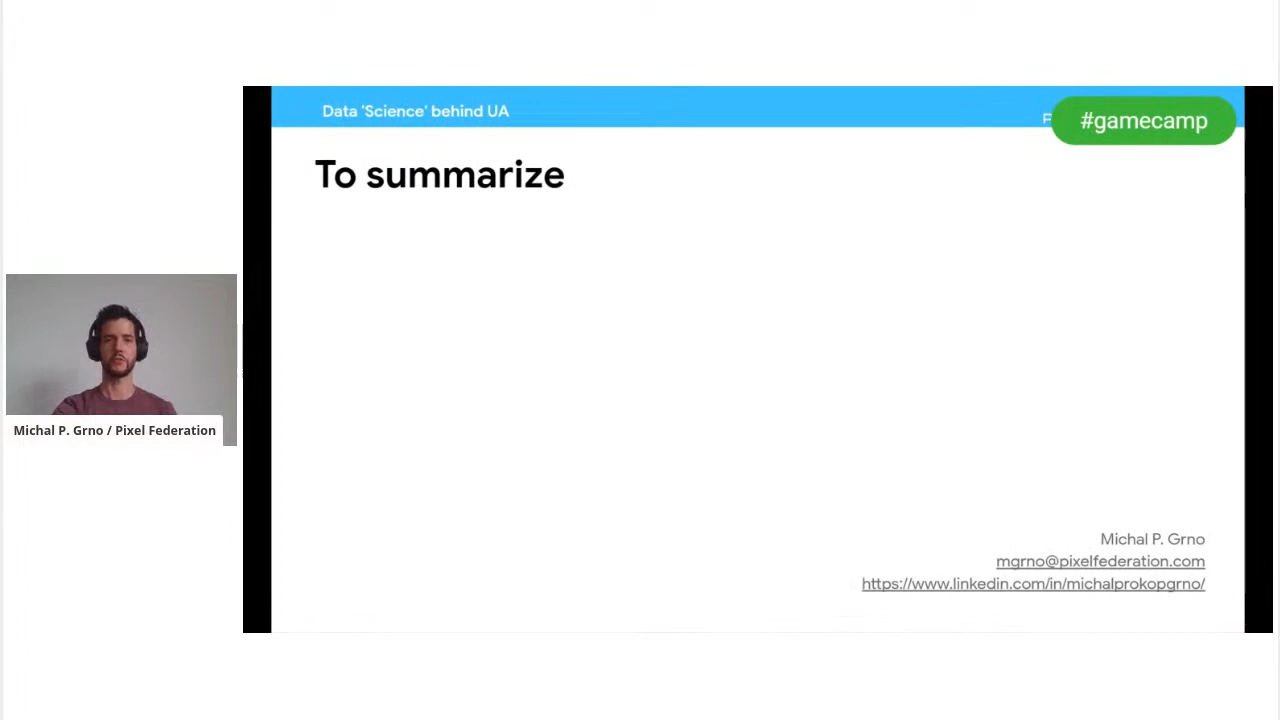 Data 'Science' behind UA
#gamecamp
To summarize
Michal P. Grno / Pixel Federation
Michal P. Grno
mgrno@pixelfederation.com
https://www.linkedin.com/in/michalprokopgrno/